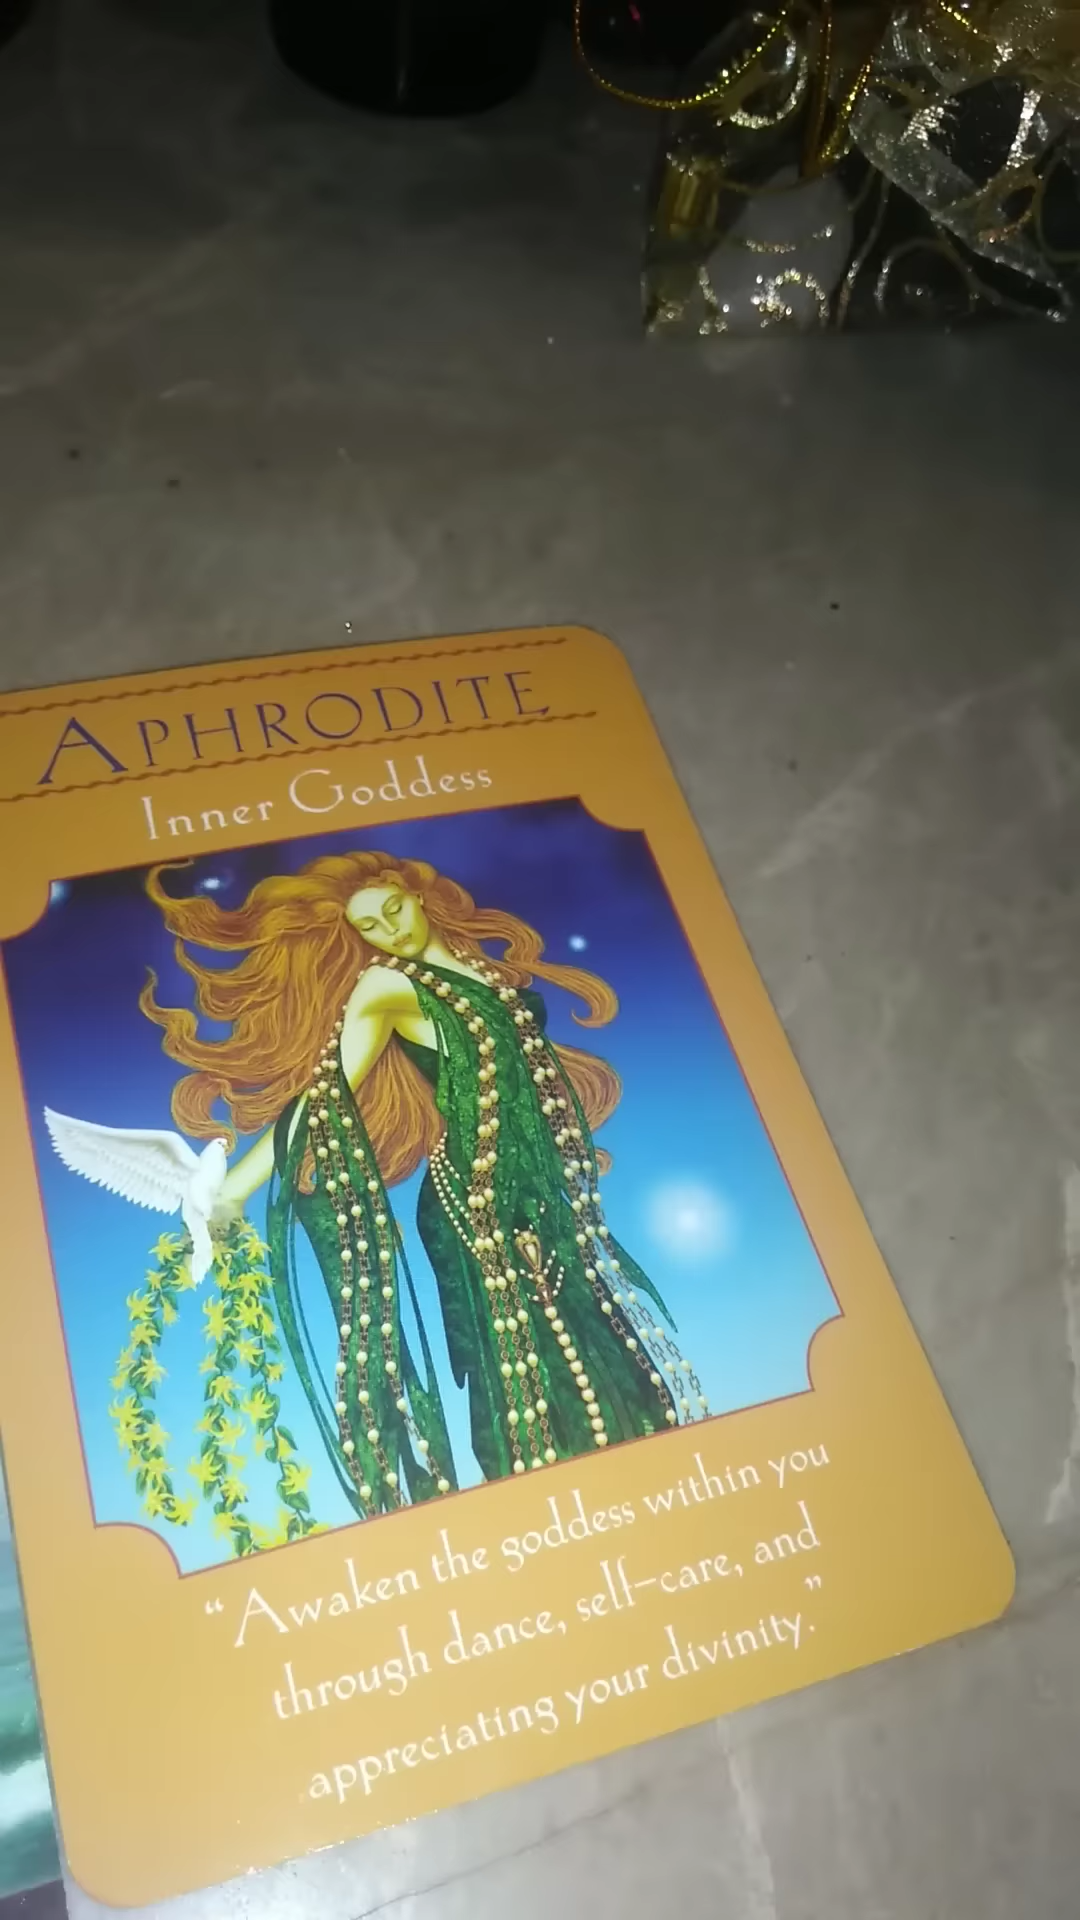 APHRODITE
Inner Goddess
“Awaken the goddess within you
through dance, self-care, and
appreciating your divinity.”